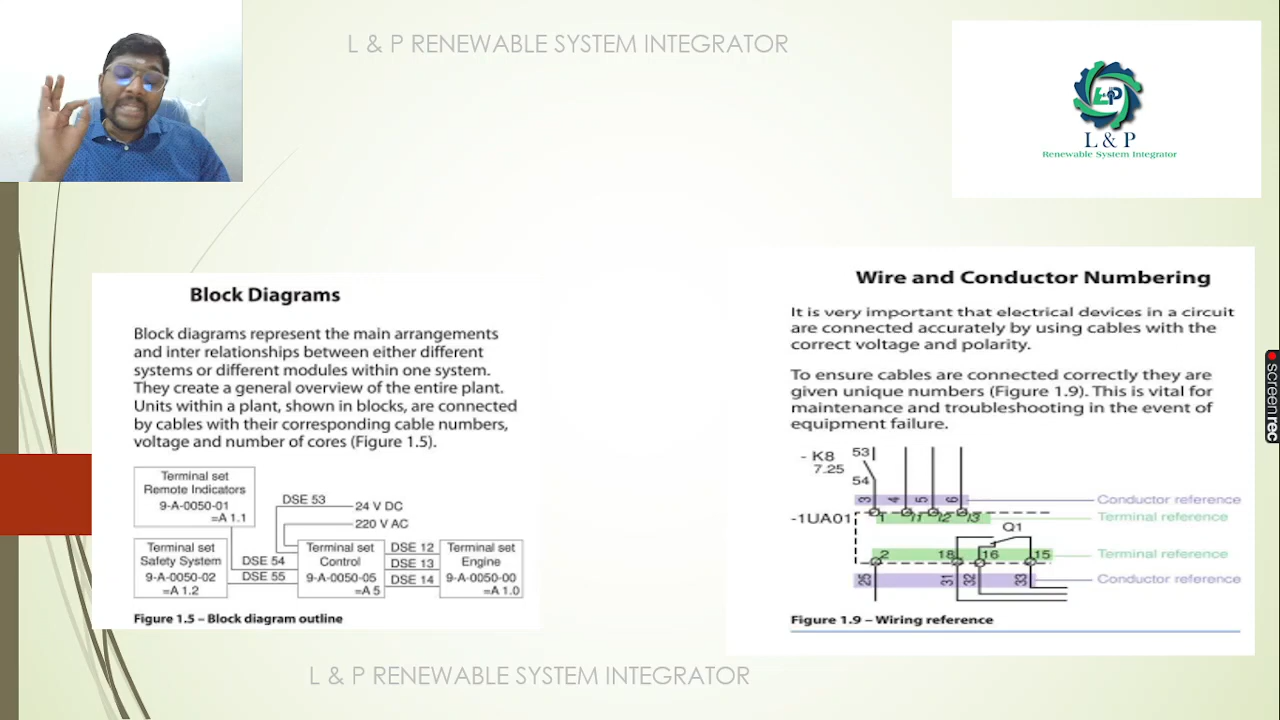 L & P RENEWABLE SYSTEM INTEGRATOR
L&P
L & P
Renewable System Integrator
Block Diagrams
Block diagrams represent the main arrangements
and inter relationships between either different
systems or different modules within one system.
They create a general overview of the entire plant.
Units within a plant, shown in blocks, are connected
by cables with their corresponding cable numbers,
voltage and number of cores (Figure 1.5).
Terminal set
Remote Indicators
9-A-0050-01
=A 1.1
DSE 53
24 V DC
220 V AC
Terminal set
Safety System
9-A-0050-02
=A 1.2
DSE 54
DSE 55
Terminal set
Control
9-A-0050-05
=A 5
DSE 12
DSE 13
DSE 14
Terminal set
Engine
9-A-0050-00
=A 1.0
Figure 1.5 – Block diagram outline
Wire and Conductor Numbering
It is very important that electrical devices in a circuit
are connected accurately by using cables with the
correct voltage and polarity.
To ensure cables are connected correctly they are
given unique numbers (Figure 1.9). This is vital for
maintenance and troubleshooting in the event of
equipment failure.
- K8
7.25
53
54
3 4 5 6
Conductor reference
-1UA01
1 11 12 13
Terminal reference
Q1
2 18 16 15
Terminal reference
25 31 32 33
Conductor reference
Figure 1.9 – Wiring reference
L & P RENEWABLE SYSTEM INTEGRATOR
screenrec